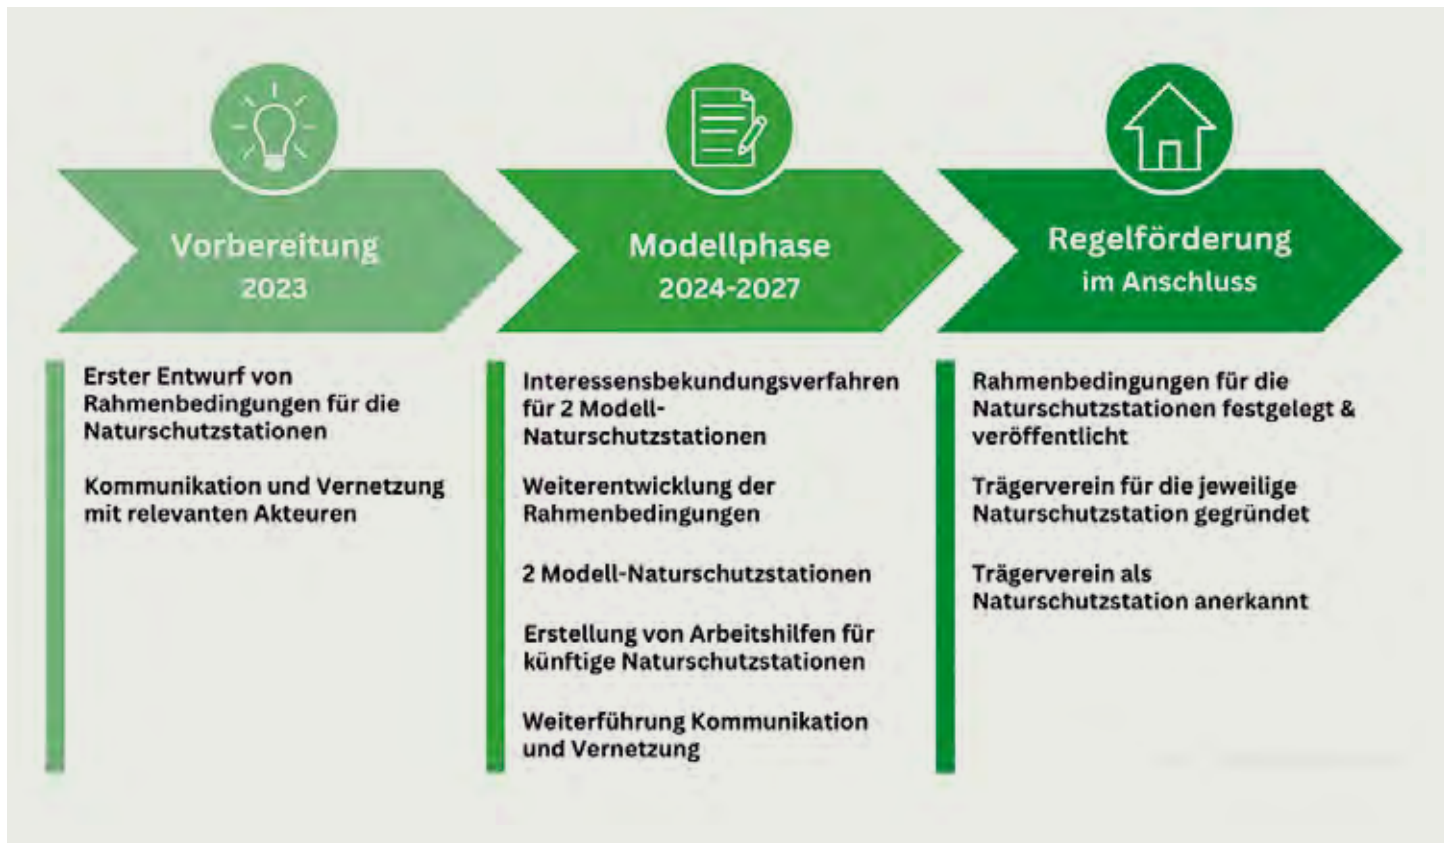 Vorbereitung
2023
Erster Entwurf von
Rahmenbedingungen für die
Naturschutzstationen
Kommunikation und Vernetzung
mit relevanten Akteuren
Modellphase
2024-2027
Interessensbekundungsverfahren
für 2 Modell-
Naturschutzstationen
Weiterentwicklung der
Rahmenbedingungen
2 Modell-Naturschutzstationen
Erstellung von Arbeitshilfen für
künftige Naturschutzstationen
Weiterführung Kommunikation
und Vernetzung
Regelförderung
im Anschluss
Rahmenbedingungen für die
Naturschutzstationen festgelegt &
veröffentlicht
Trägerverein für die jeweilige
Naturschutzstation gegründet
Trägerverein als
Naturschutzstation anerkannt